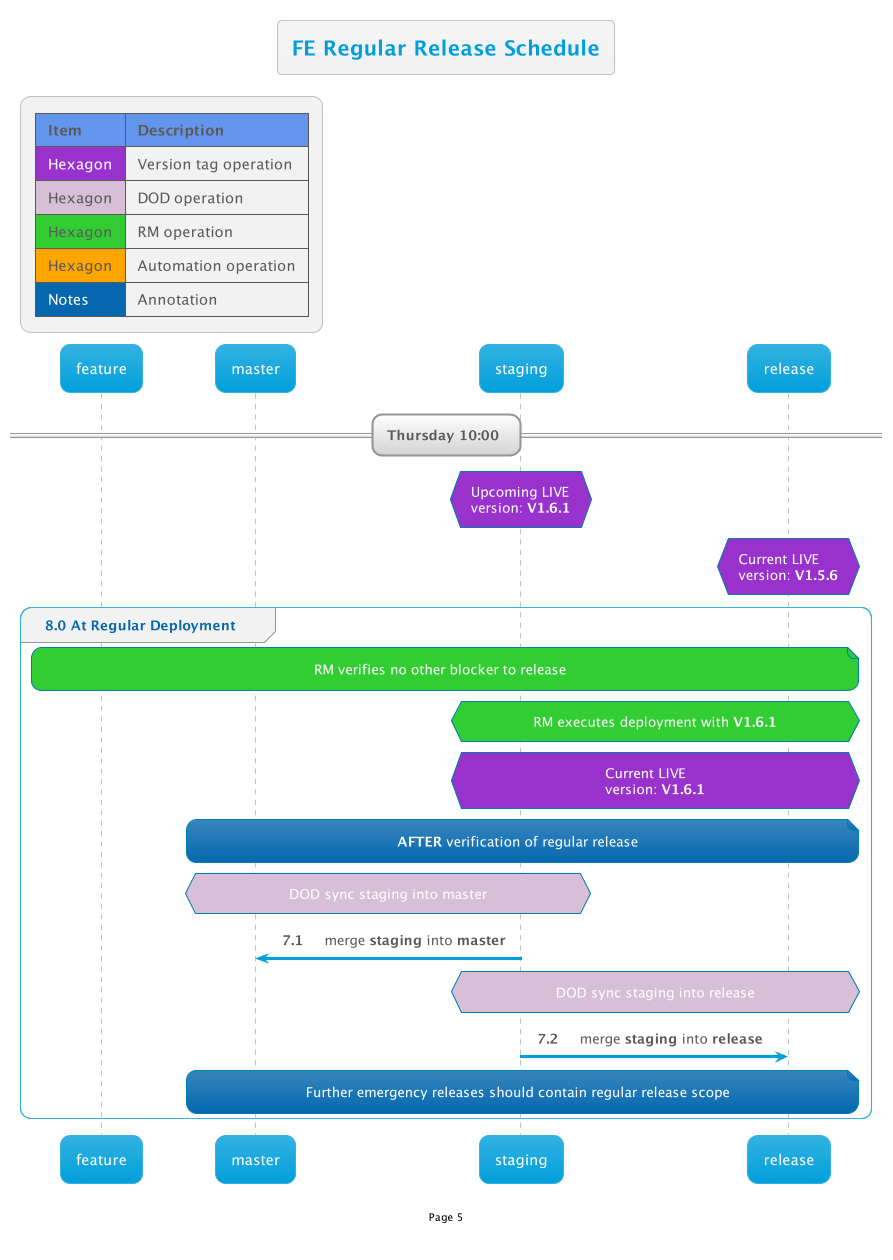 FE Regular Release Schedule
Item Description
Hexagon Version tag operation
Hexagon DOD operation
Hexagon RM operation
Hexagon Automation operation
Notes Annotation
feature master staging release
Thursday 10:00
Upcoming LIVE
version: V1.6.1
Current LIVE
version: V1.5.6
8.0 At Regular Deployment
RM verifies no other blocker to release
RM executes deployment with V1.6.1
Current LIVE
version: V1.6.1
AFTER verification of regular release
DOD sync staging into master
7.1 merge staging into master
DOD sync staging into release
7.2 merge staging into release
Further emergency releases should contain regular release scope
feature master staging release
Page 5